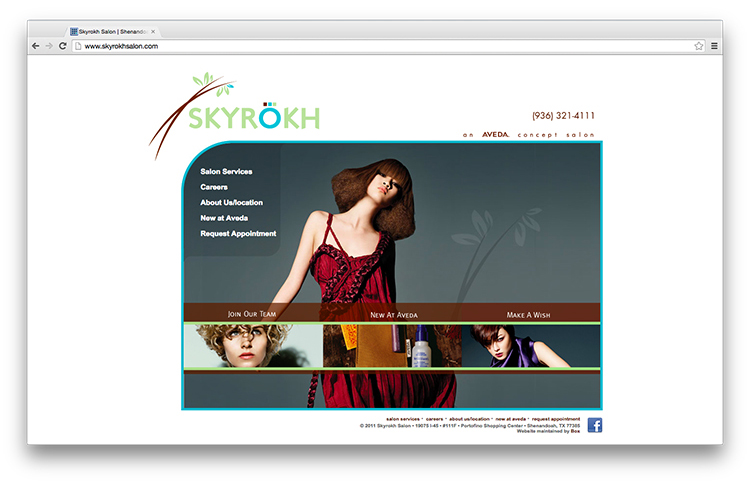 Skyrokh Salon | Shenando
www.skyrokhsalon.com
SKYRÖKH
(936) 321-4111
an AVEDA. concept salon
Salon Services
Careers
About Us/location
New at Aveda
Request Appointment
Join Our Team
New At Aveda
Make A Wish
salon services · careers · about us/location · new at aveda · request appointment
© 2011 Skyrokh Salon • 19075 I-45 • #111F • Portofino Shopping Center • Shenandoah, TX 77385
Website maintained by Box